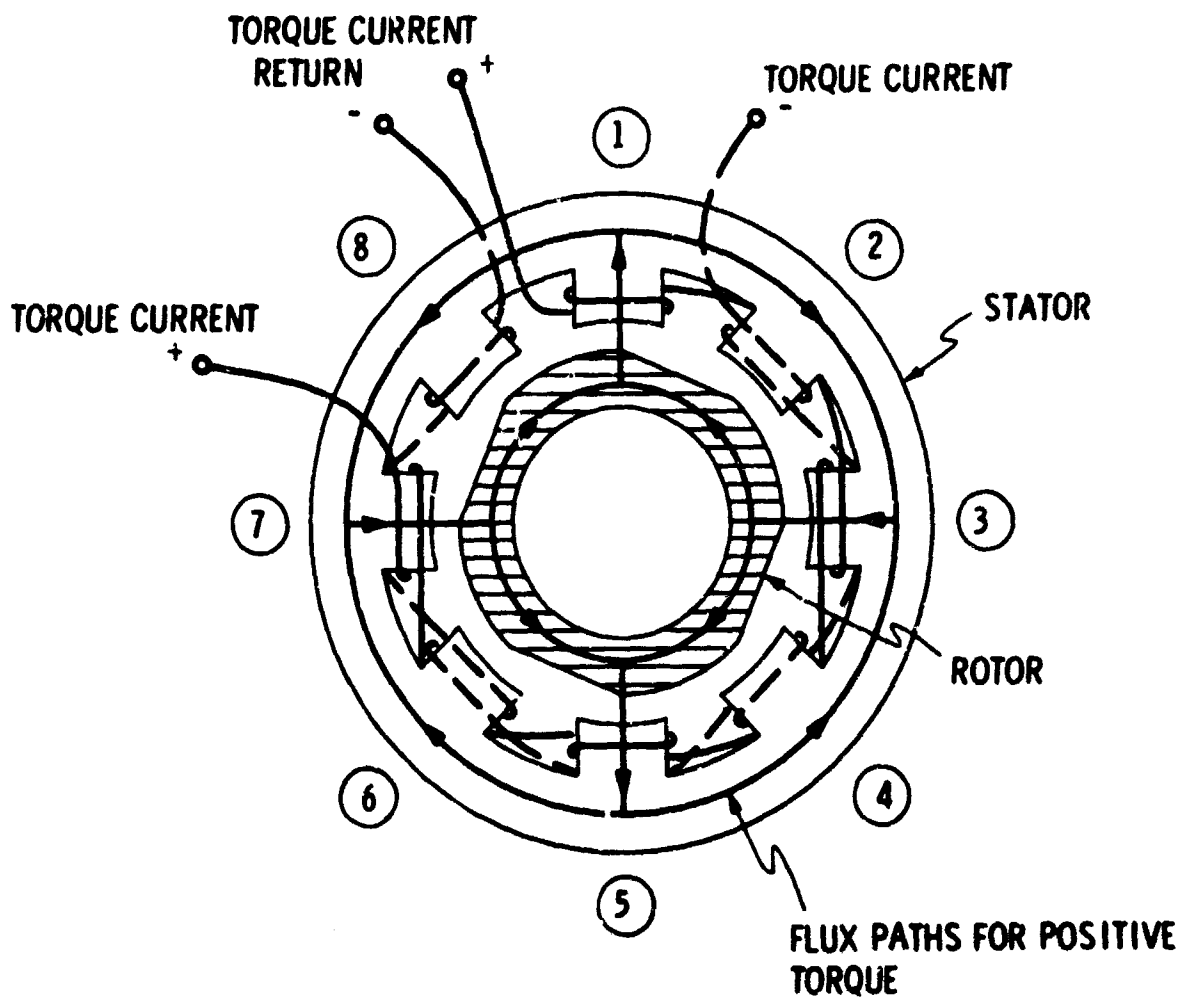 TORQUE CURRENT
RETURN
+
-
TORQUE CURRENT
-
1
8
2
TORQUE CURRENT
+
STATOR
7
3
ROTOR
6
4
5
FLUX PATHS FOR POSITIVE
TORQUE